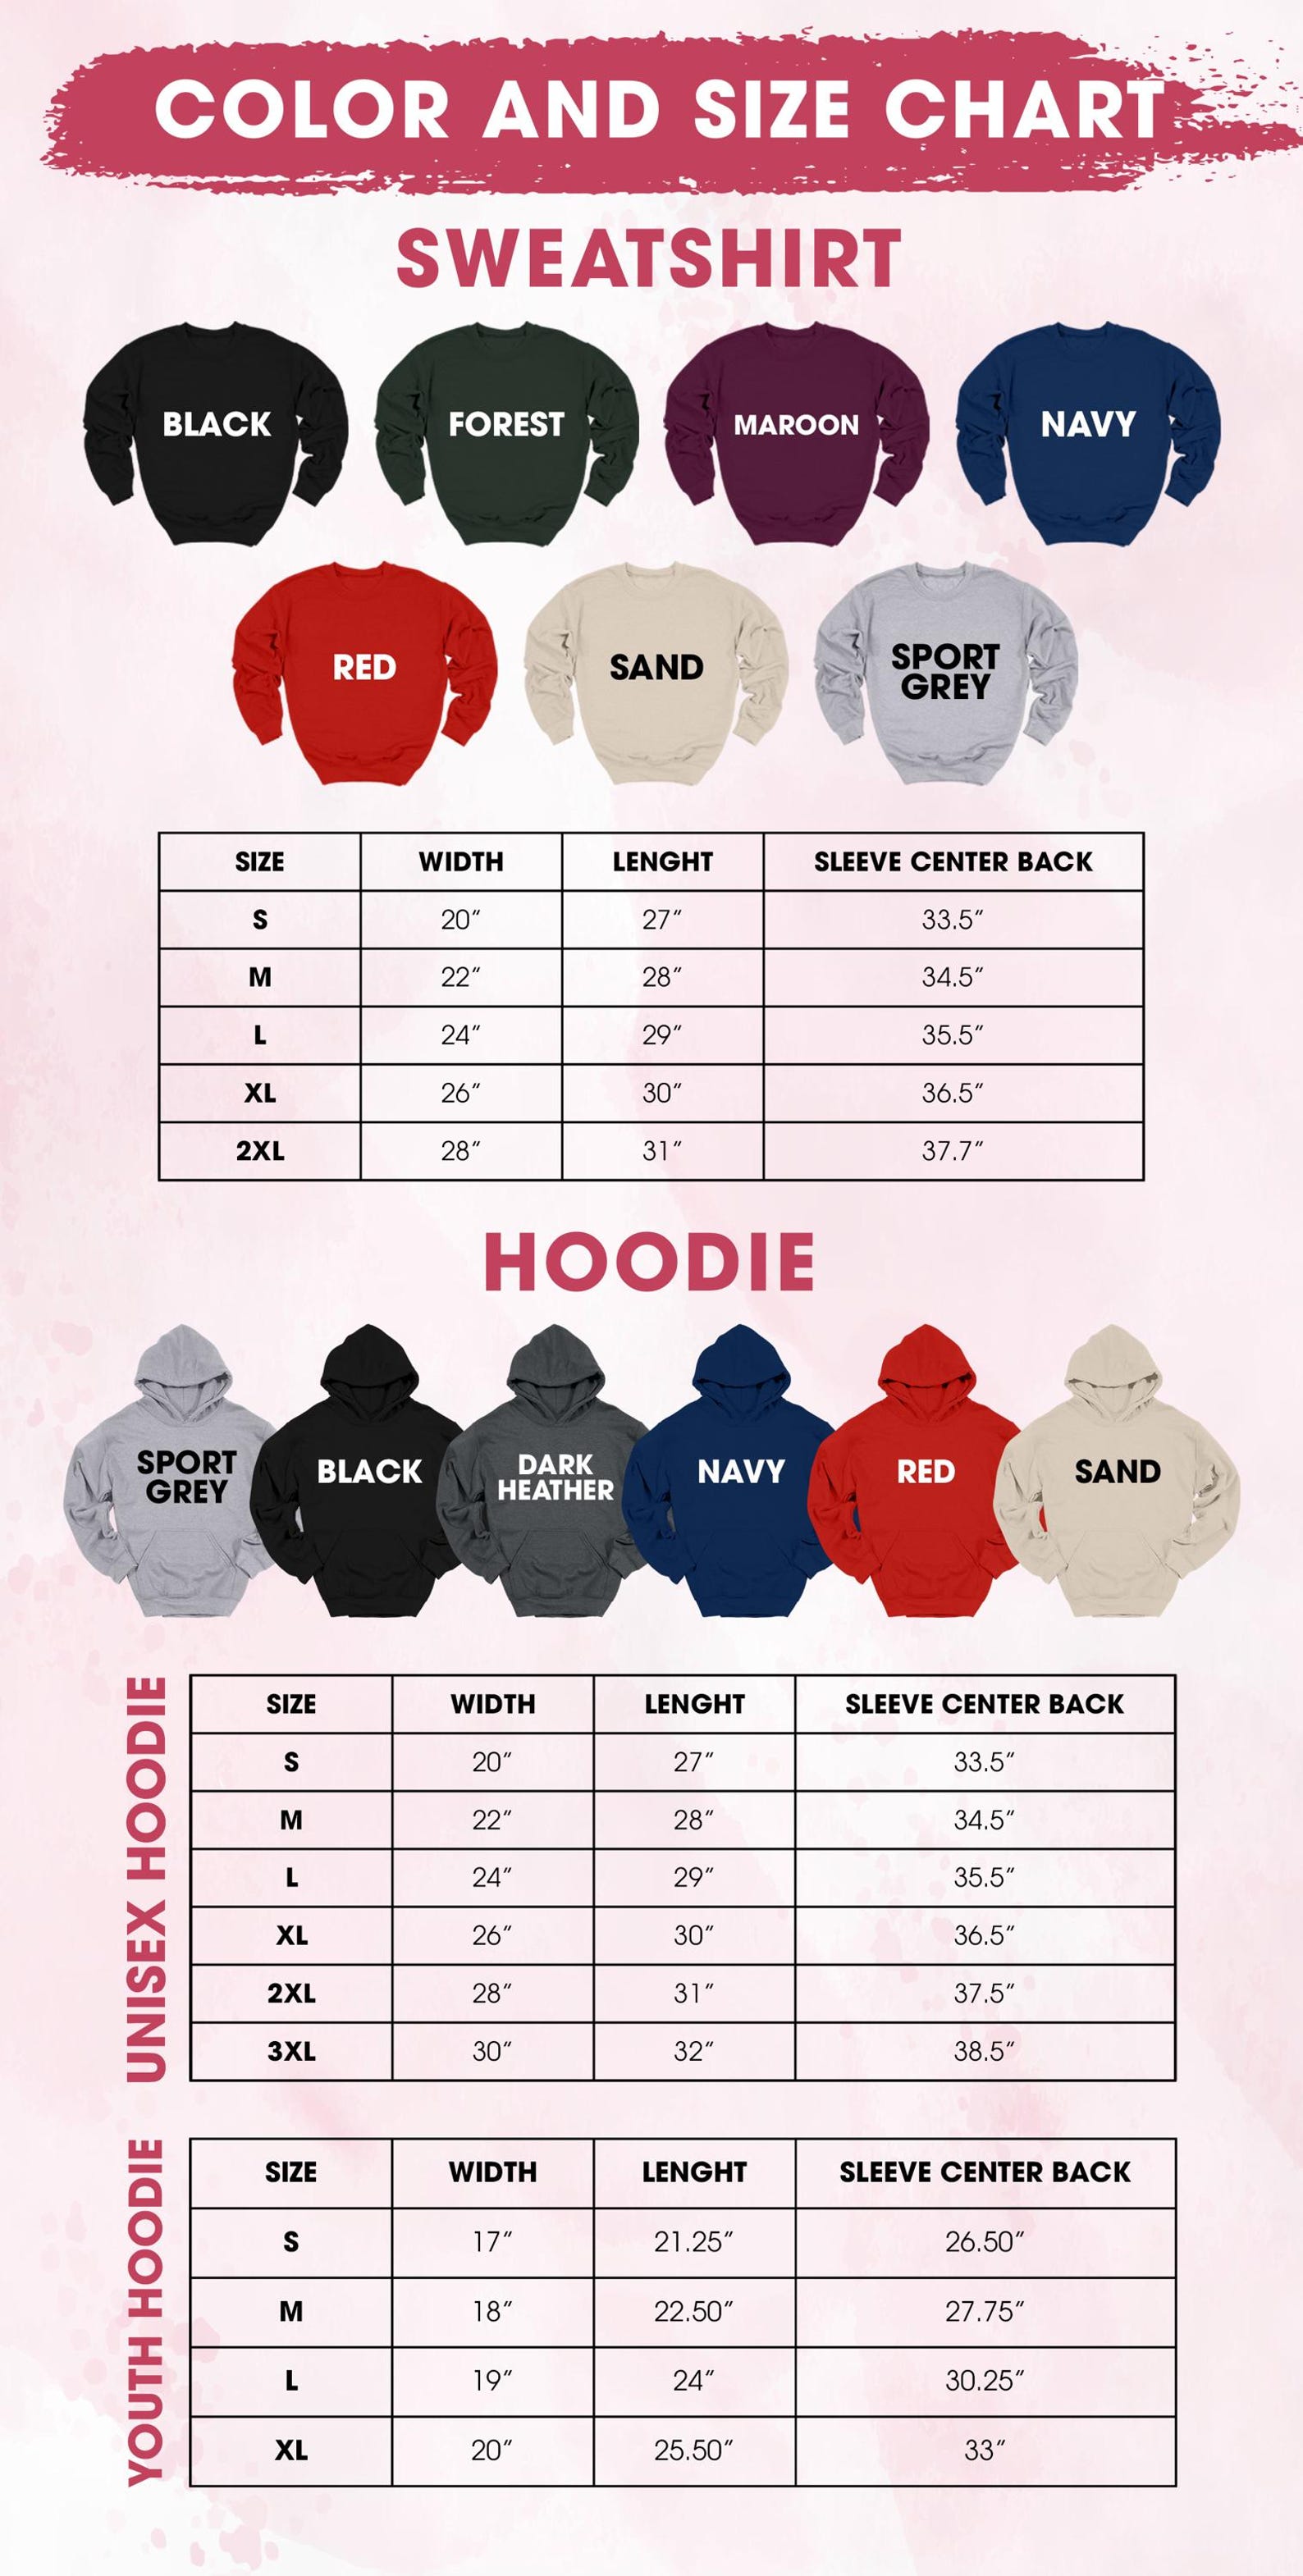 COLOR AND SIZE CHART
SWEATSHIRT
BLACK FOREST MAROON NAVY
RED SAND SPORT
GREY
SIZE WIDTH LENGHT SLEEVE CENTER BACK
S 20" 27" 33.5"
M 22" 28" 34.5"
L 24" 29" 35.5"
XL 26" 30" 36.5"
2XL 28" 31" 37.7"
HOODIE
SPORT
GREY
BLACK
DARK
HEATHER
NAVY
RED
SAND
UNISEX HOODIE
SIZE WIDTH LENGHT SLEEVE CENTER BACK
S 20" 27" 33.5"
M 22" 28" 34.5"
L 24" 29" 35.5"
XL 26" 30" 36.5"
2XL 28" 31" 37.5"
3XL 30" 32" 38.5"
YOUTH HOODIE
SIZE WIDTH LENGHT SLEEVE CENTER BACK
S 17" 21.25" 26.50"
M 18" 22.50" 27.75"
L 19" 24" 30.25"
XL 20" 25.50" 33"